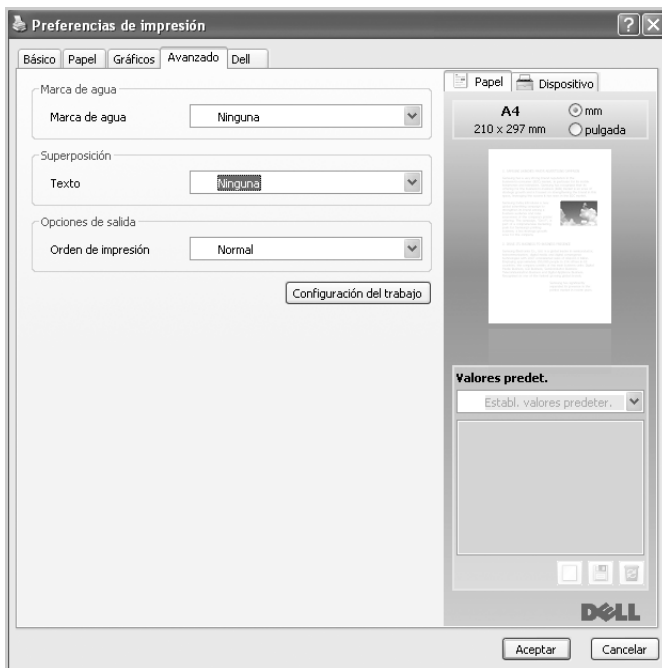 Preferencias de impresión
Básico Papel Gráficos Avanzado Dell
Marca de agua
Marca de agua Ninguna
Superposición
Texto Ninguna
Opciones de salida
Orden de impresión Normal
Configuración del trabajo
Papel Dispositivo
A4 mm
210 x 297 mm pulgada
Valores predet.
Establ. valores predeter.
DELL
Aceptar Cancelar